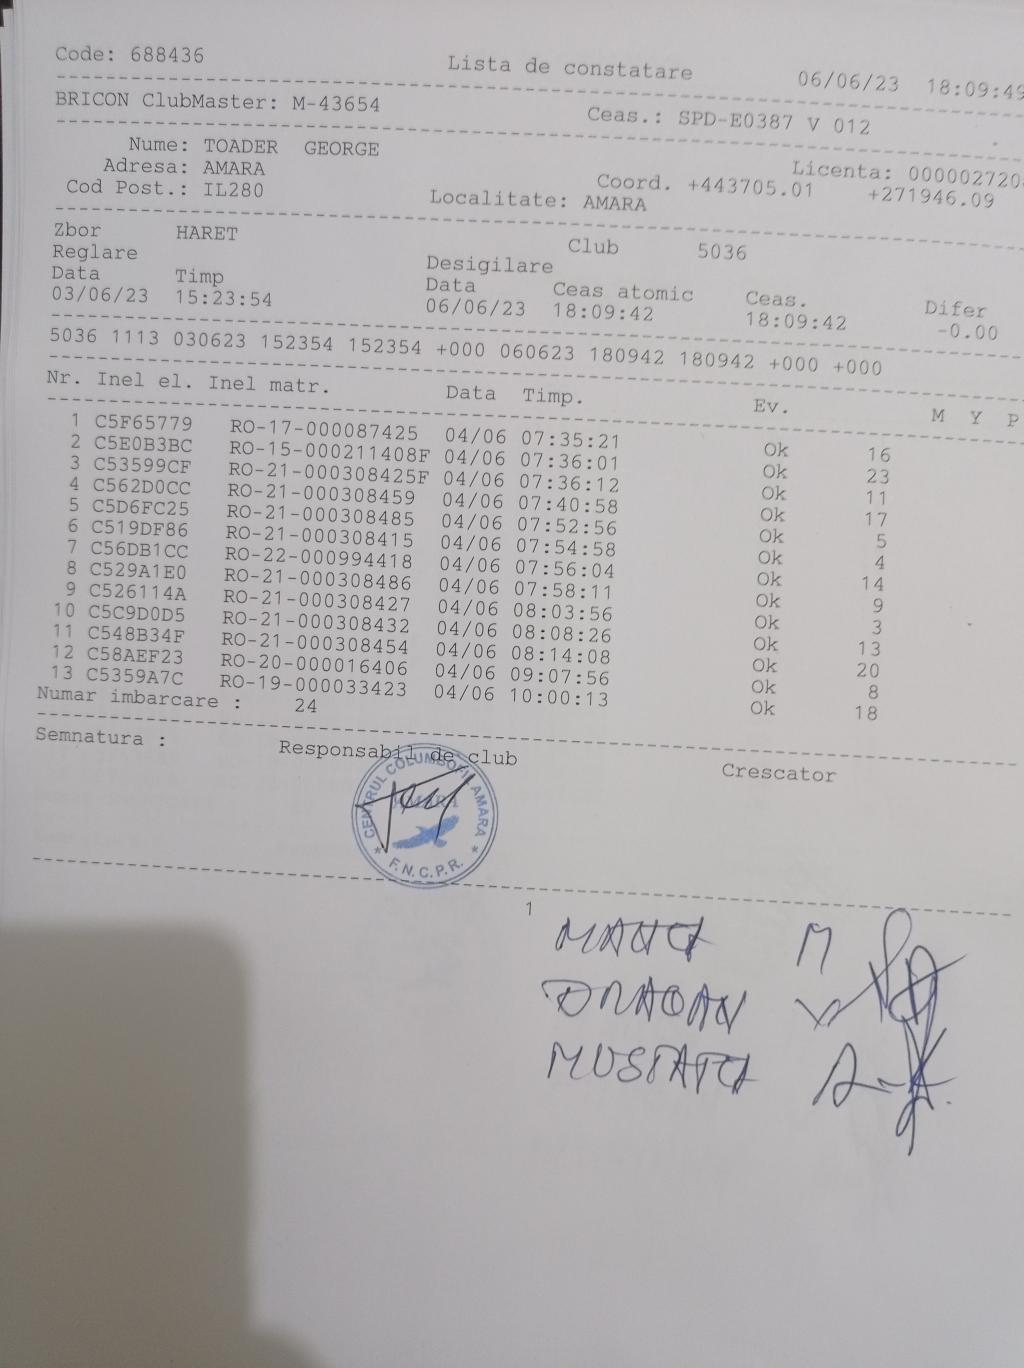 Code: 688436 Lista de constatare 06/06/23 18:09:49
BRICON ClubMaster: M-43654 Ceas.: SPD-E0387 V 012
Nume: TOADER GEORGE Licenta: 0000027208
Adresa: AMARA Coord. +443705.01 +271946.09
Cod Post.: IL280 Localitate: AMARA
Zbor HARET Club 5036
Reglare Desigilare
Data Timp Data Ceas atomic Ceas. Difer
03/06/23 15:23:54 06/06/23 18:09:42 18:09:42 -0.00
5036 1113 030623 152354 152354 +000 060623 180942 180942 +000 +000
Nr. Inel el. Inel matr. Data Timp. Ev. M Y P
1 C5F65779 RO-17-000087425 04/06 07:35:21 Ok 16
2 C5E0B3BC RO-15-000211408F 04/06 07:36:01 Ok 23
3 C53599CF RO-21-000308425F 04/06 07:36:12 Ok 11
4 C562D0CC RO-21-000308459 04/06 07:40:58 Ok 17
5 C5D6FC25 RO-21-000308485 04/06 07:52:56 Ok 5
6 C519DF86 RO-21-000308415 04/06 07:54:58 Ok 4
7 C56DB1CC RO-22-000994418 04/06 07:56:04 Ok 14
8 C529A1E0 RO-21-000308486 04/06 07:58:11 Ok 9
9 C526114A RO-21-000308427 04/06 08:03:56 Ok 3
10 C5C9D0D5 RO-21-000308432 04/06 08:08:26 Ok 13
11 C548B34F RO-21-000308454 04/06 08:14:08 Ok 20
12 C58AEF23 RO-20-000016406 04/06 09:07:56 Ok 8
13 C5359A7C RO-19-000033423 04/06 10:00:13 Ok 18
Numar imbarcare : 24
Semnatura : Responsabil de club Crescator
CENTRUL COLUMBOFIL AMARA
AMARA
F.N.C.P.R.
1
M
DRAGAN V
MUSTATA A